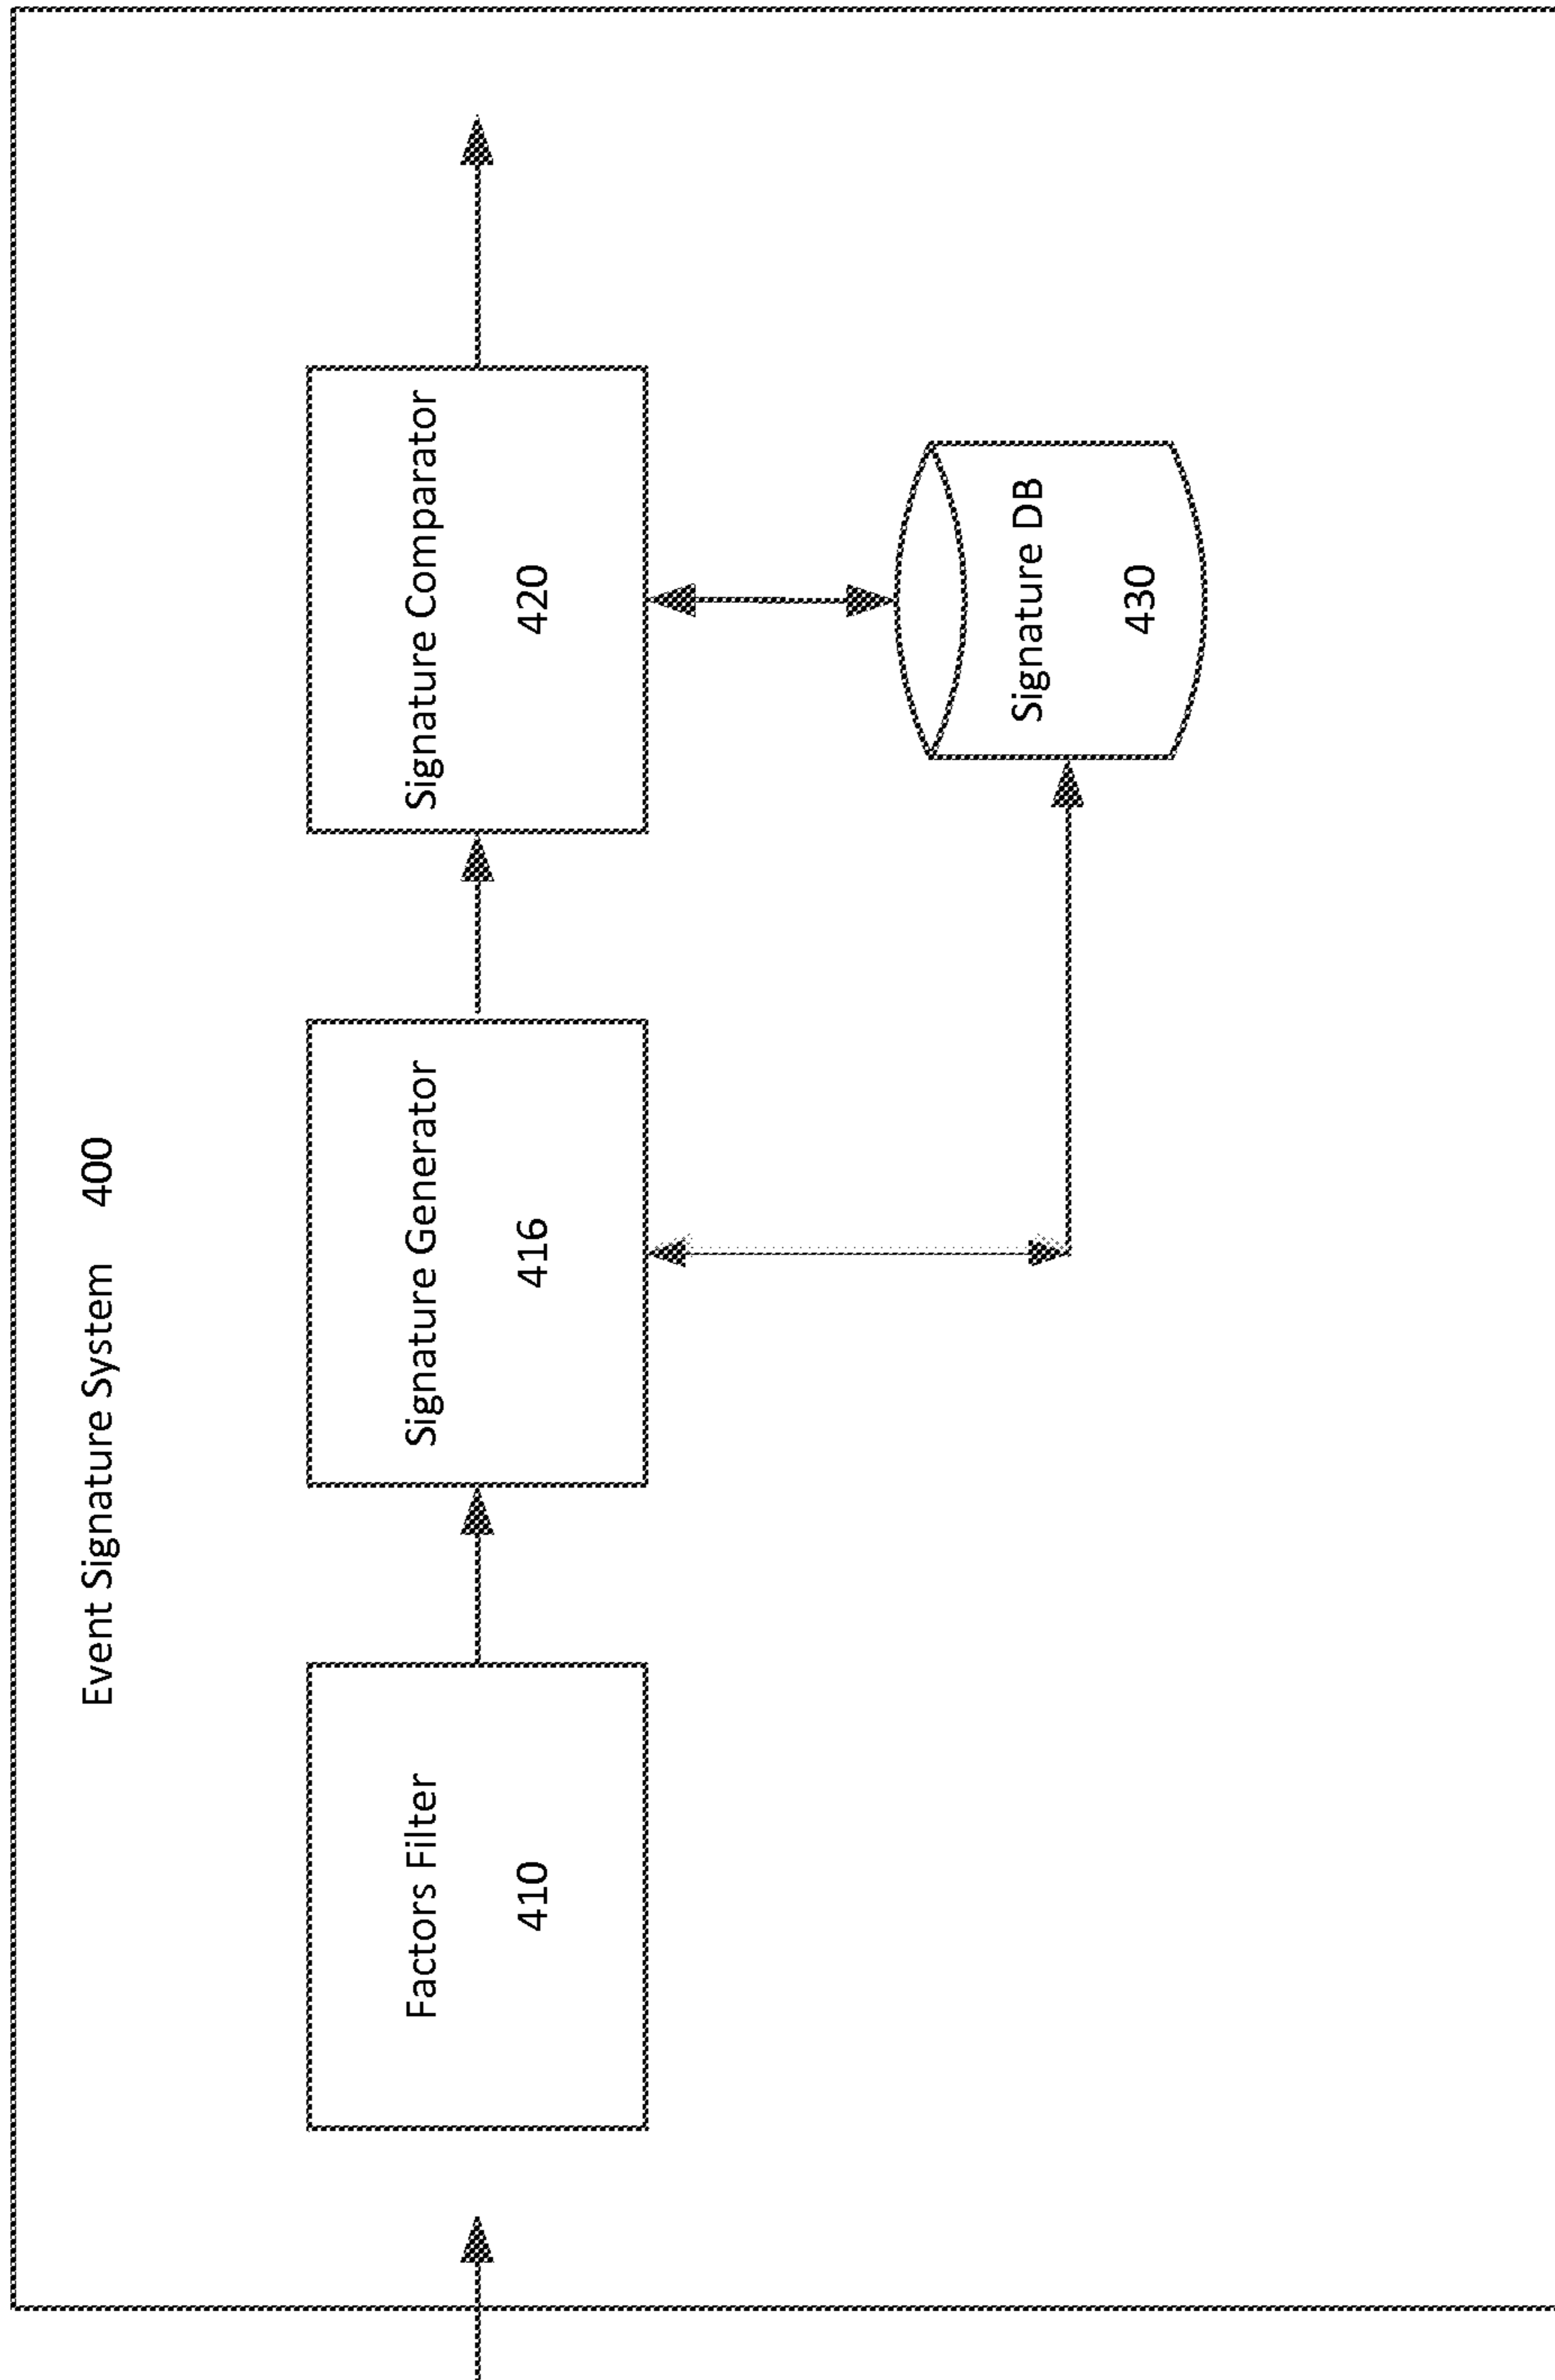 Event Signature System 400
Factors Filter
410
Signature Generator
416
Signature Comparator
420
Signature DB
430